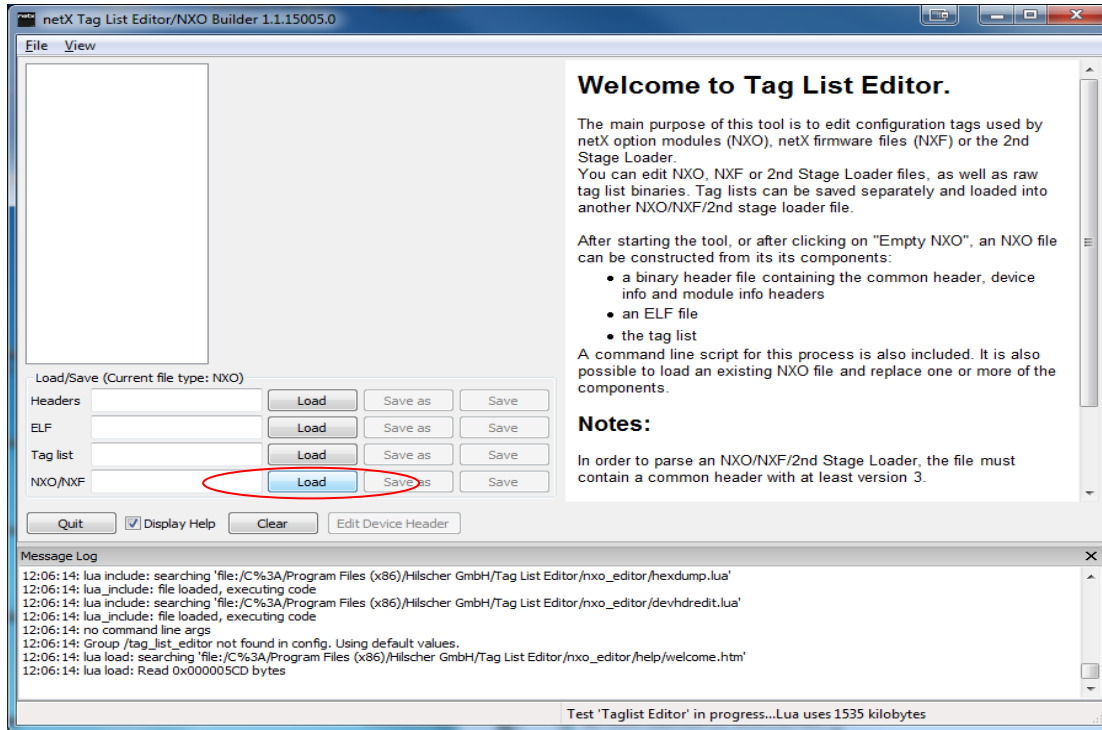 netX Tag List Editor/NXO Builder 1.1.15005.0
File View
Welcome to Tag List Editor.
The main purpose of this tool is to edit configuration tags used by
netX option modules (NXO), netX firmware files (NXF) or the 2nd
Stage Loader.
You can edit NXO, NXF or 2nd Stage Loader files, as well as raw
tag list binaries. Tag lists can be saved separately and loaded into
another NXO/NXF/2nd stage loader file.
After starting the tool, or after clicking on "Empty NXO", an NXO file
can be constructed from its its components:
• a binary header file containing the common header, device
info and module info headers
• an ELF file
• the tag list
A command line script for this process is also included. It is also
possible to load an existing NXO file and replace one or more of the
components.
Notes:
In order to parse an NXO/NXF/2nd Stage Loader, the file must
contain a common header with at least version 3.
Load/Save (Current file type: NXO)
Headers Load Save as Save
ELF Load Save as Save
Tag list Load Save as Save
NXO/NXF Load Save as Save
Quit Display Help Clear Edit Device Header
Message Log
12:06:14: lua include: searching 'file:/C%3A/Program Files (x86)/Hilscher GmbH/Tag List Editor/nxo_editor/hexdump.lua'
12:06:14: lua_include: file loaded, executing code
12:06:14: lua include: searching 'file:/C%3A/Program Files (x86)/Hilscher GmbH/Tag List Editor/nxo_editor/devhdredit.lua'
12:06:14: lua_include: file loaded, executing code
12:06:14: no command line args
12:06:14: Group /tag_list_editor not found in config. Using default values.
12:06:14: lua load: searching 'file:/C%3A/Program Files (x86)/Hilscher GmbH/Tag List Editor/nxo_editor/help/welcome.htm'
12:06:14: lua load: Read 0x000005CD bytes
Test 'Taglist Editor' in progress...Lua uses 1535 kilobytes